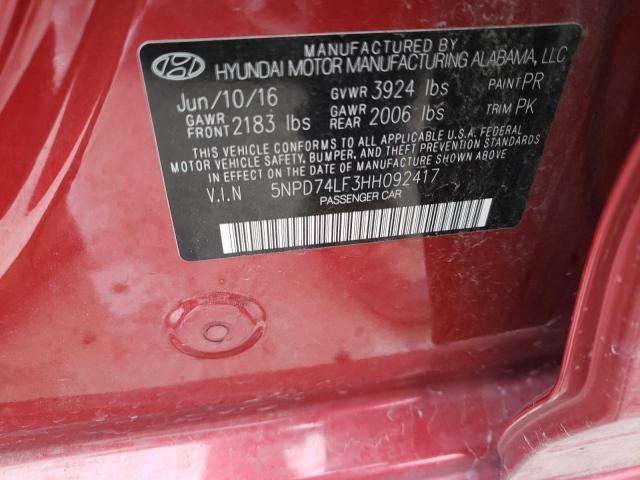 MANUFACTURED BY
HYUNDAI MOTOR MANUFACTURING ALABAMA, LLC
Jun/10/16 GVWR 3924 lbs PAINT PR
GAWR FRONT 2183 lbs GAWR REAR 2006 lbs TRIM PK
THIS VEHICLE CONFORMS TO ALL APPLICABLE U.S.A. FEDERAL
MOTOR VEHICLE SAFETY, BUMPER, AND THEFT PREVENTION STANDARDS
IN EFFECT ON THE DATE OF MANUFACTURE SHOWN ABOVE.
V.I.N 5NPD74LF3HH092417
PASSENGER CAR